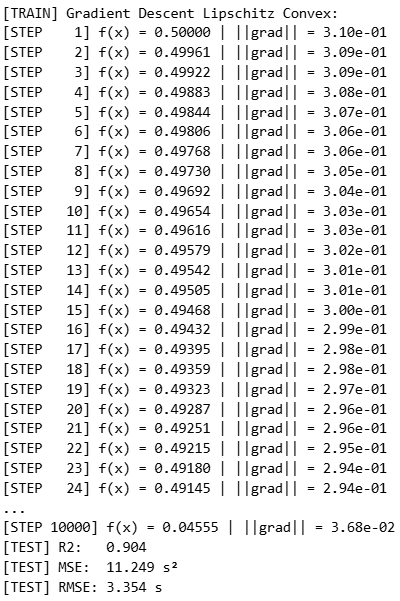 [TRAIN] Gradient Descent Lipschitz Convex:
[STEP     1] f(x) = 0.50000 | ||grad|| = 3.10e-01
[STEP     2] f(x) = 0.49961 | ||grad|| = 3.09e-01
[STEP     3] f(x) = 0.49922 | ||grad|| = 3.09e-01
[STEP     4] f(x) = 0.49883 | ||grad|| = 3.08e-01
[STEP     5] f(x) = 0.49844 | ||grad|| = 3.07e-01
[STEP     6] f(x) = 0.49806 | ||grad|| = 3.06e-01
[STEP     7] f(x) = 0.49768 | ||grad|| = 3.06e-01
[STEP     8] f(x) = 0.49730 | ||grad|| = 3.05e-01
[STEP     9] f(x) = 0.49692 | ||grad|| = 3.04e-01
[STEP    10] f(x) = 0.49654 | ||grad|| = 3.03e-01
[STEP    11] f(x) = 0.49616 | ||grad|| = 3.03e-01
[STEP    12] f(x) = 0.49579 | ||grad|| = 3.02e-01
[STEP    13] f(x) = 0.49542 | ||grad|| = 3.01e-01
[STEP    14] f(x) = 0.49505 | ||grad|| = 3.01e-01
[STEP    15] f(x) = 0.49468 | ||grad|| = 3.00e-01
[STEP    16] f(x) = 0.49432 | ||grad|| = 2.99e-01
[STEP    17] f(x) = 0.49395 | ||grad|| = 2.98e-01
[STEP    18] f(x) = 0.49359 | ||grad|| = 2.98e-01
[STEP    19] f(x) = 0.49323 | ||grad|| = 2.97e-01
[STEP    20] f(x) = 0.49287 | ||grad|| = 2.96e-01
[STEP    21] f(x) = 0.49251 | ||grad|| = 2.96e-01
[STEP    22] f(x) = 0.49215 | ||grad|| = 2.95e-01
[STEP    23] f(x) = 0.49180 | ||grad|| = 2.94e-01
[STEP    24] f(x) = 0.49145 | ||grad|| = 2.94e-01
...
[STEP 10000] f(x) = 0.04555 | ||grad|| = 3.68e-02
[TEST] R2:   0.904
[TEST] MSE:  11.249 s²
[TEST] RMSE: 3.354 s